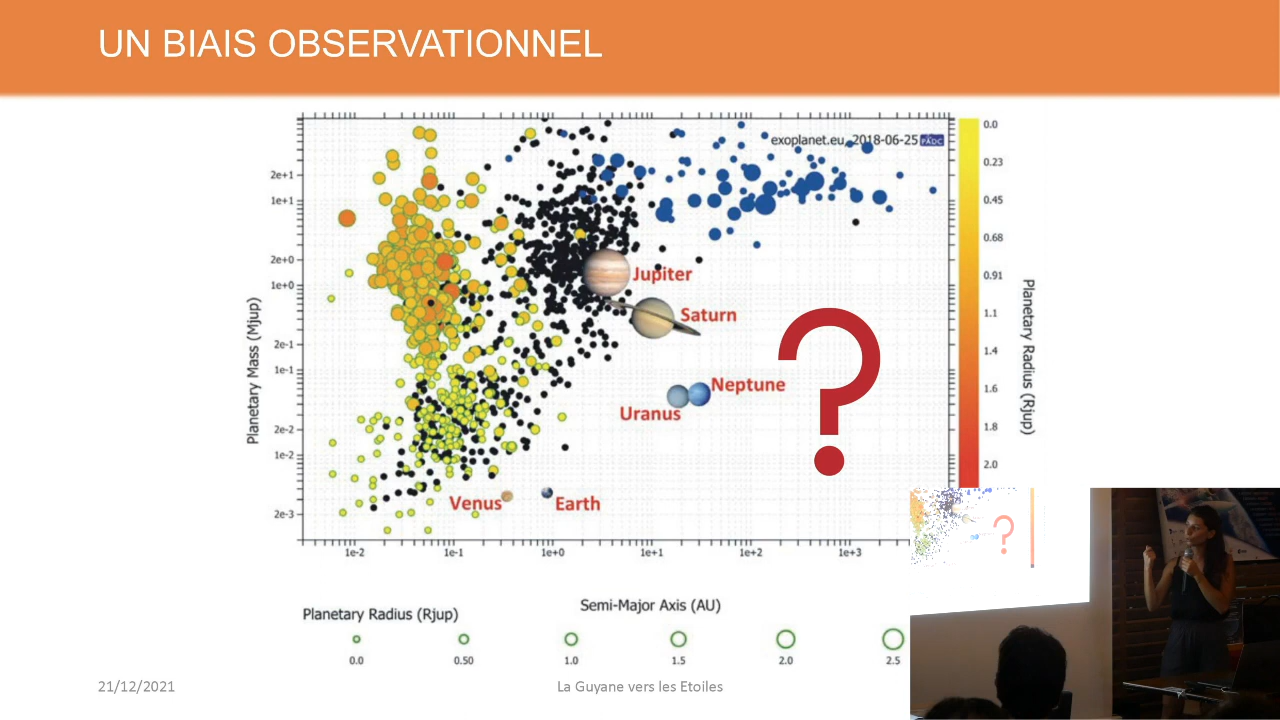 UN BIAIS OBSERVATIONNEL
exoplanet.eu, 2018-06-25 PADC
Planetary Mass (Mjup)
2e+1
1e+1
2e+0
1e+0
2e-1
1e-1
2e-2
1e-2
2e-3
Jupiter
Saturn
Neptune
Uranus
Venus
Earth
?
0.0
0.23
0.45
0.68
0.91
1.1
1.4
1.6
1.8
2.0
Planetary Radius (Rjup)
1e-2 1e-1 1e+0 1e+1 1e+2 1e+3
Semi-Major Axis (AU)
Planetary Radius (Rjup)
0.0 0.50 1.0 1.5 2.0 2.5
?
21/12/2021
La Guyane vers les Etoiles